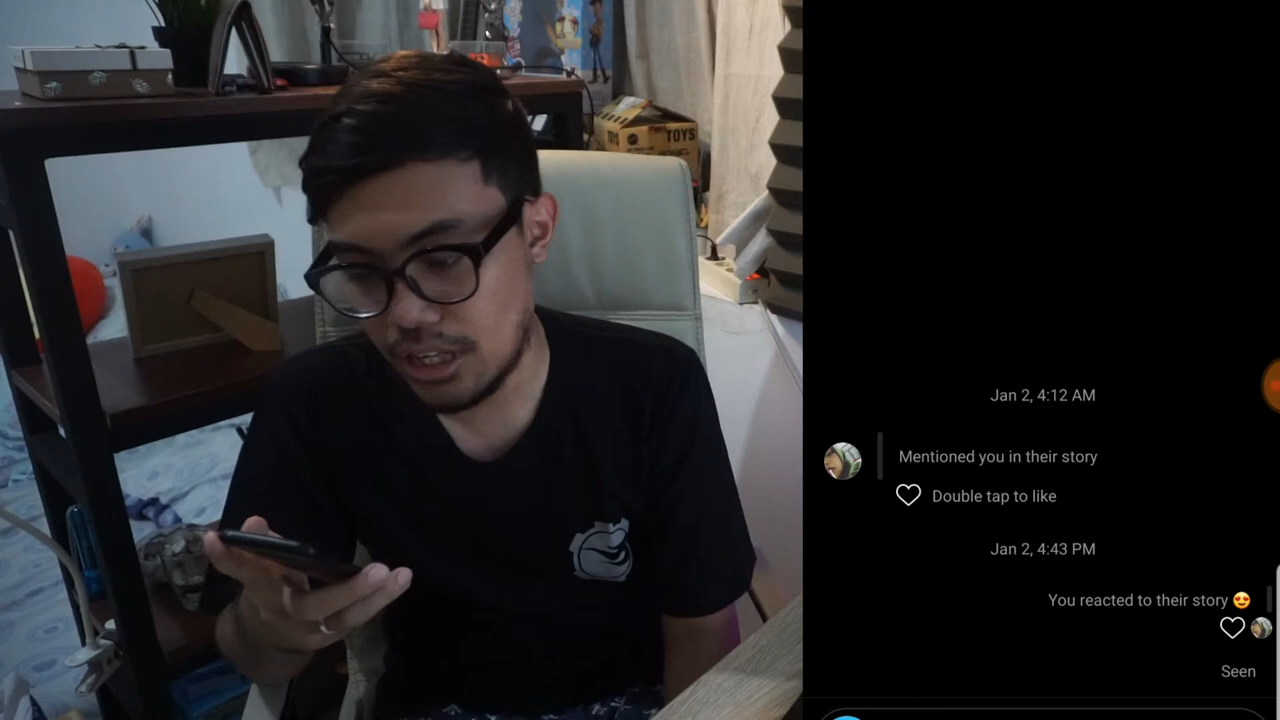 TOYS
TOYS
Jan 2, 4:12 AM
Mentioned you in their story
Double tap to like
Jan 2, 4:43 PM
You reacted to their story 😍
Seen